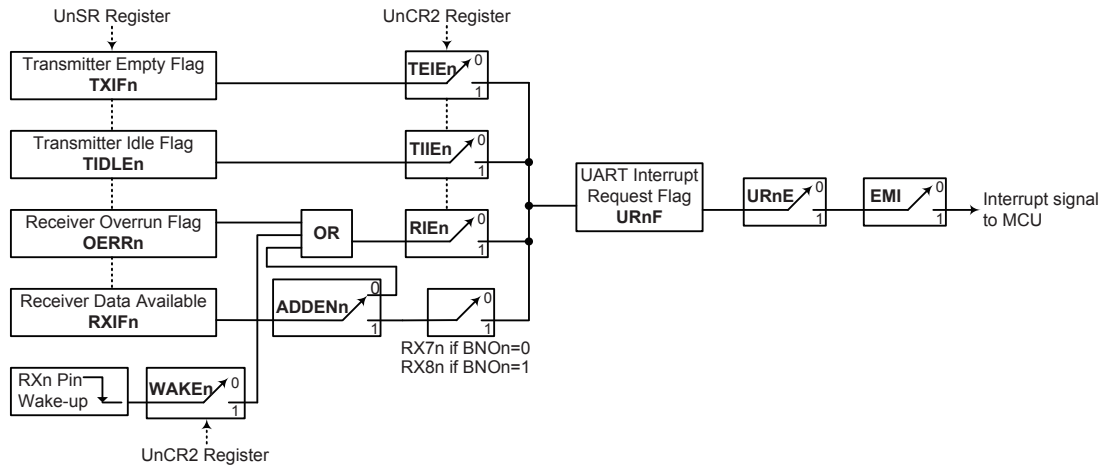 UnSR Register
UnCR2 Register
Transmitter Empty Flag
TXIFn
TEIEn
0
1
Transmitter Idle Flag
TIDLEn
TIIEn
0
1
UART Interrupt
Request Flag
URnF
URnE
0
1
EMI
0
1
Interrupt signal
to MCU
Receiver Overrun Flag
OERRn
OR
RIEn
0
1
Receiver Data Available
RXIFn
ADDENn
0
1
0
1
RX7n if BNOn=0
RX8n if BNOn=1
RXn Pin
Wake-up
WAKEn
0
1
UnCR2 Register